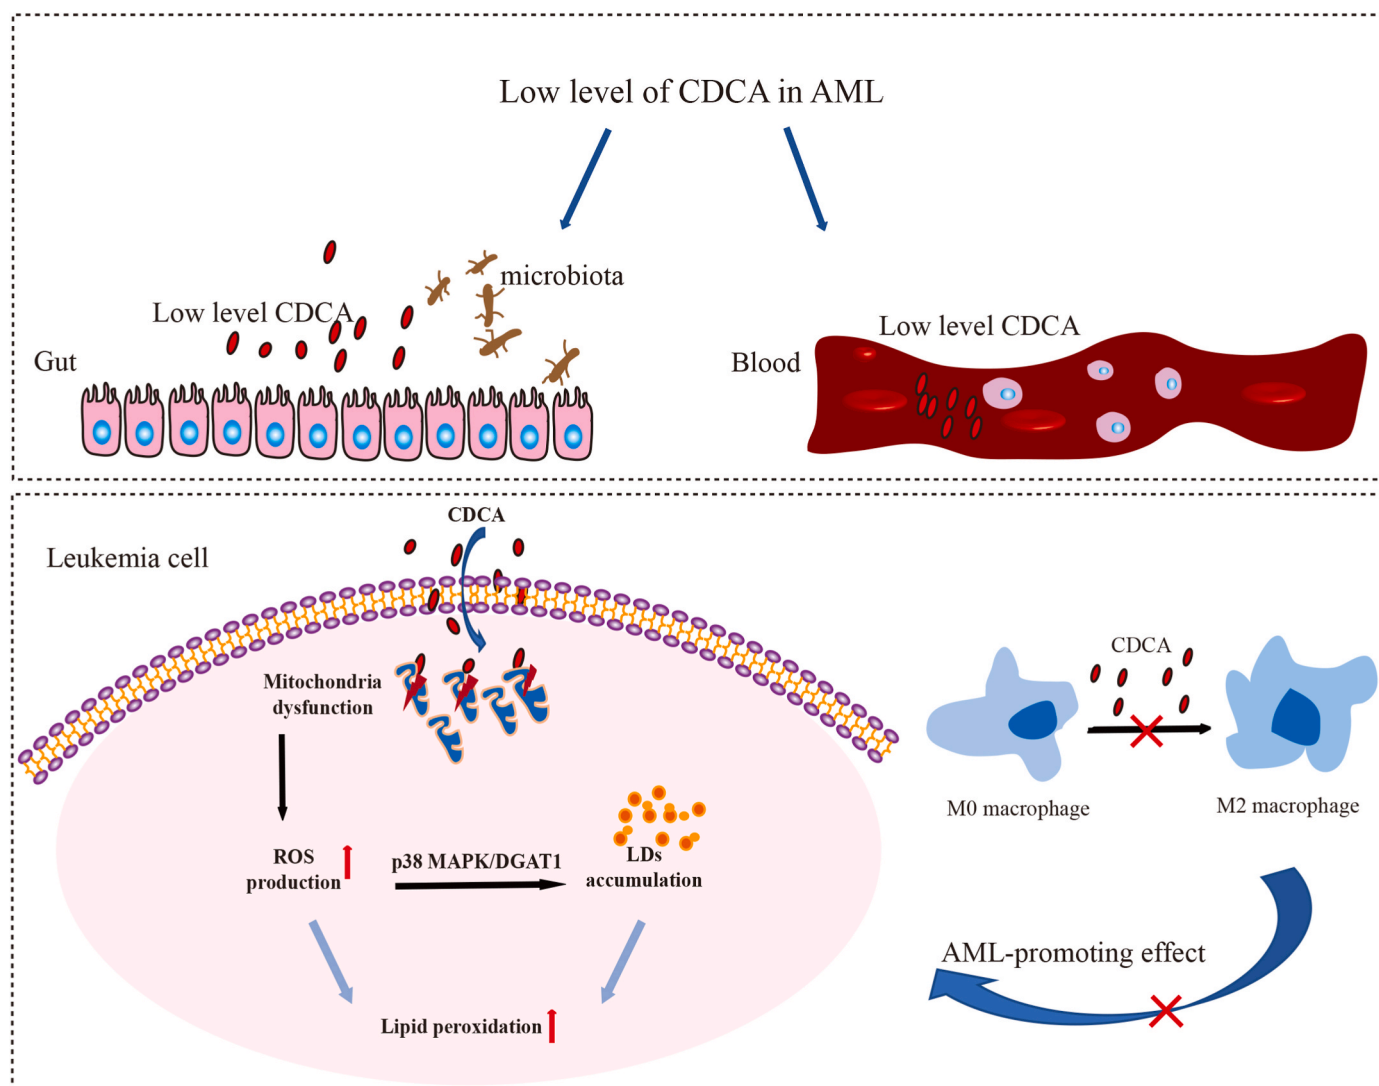 Low level of CDCA in AML
microbiota
Low level CDCA
Gut
Low level CDCA
Blood
CDCA
Leukemia cell
Mitochondria
dysfunction
ROS
production
p38 MAPK/DGAT1
LDs
accumulation
Lipid peroxidation
CDCA
M0 macrophage
M2 macrophage
AML-promoting effect